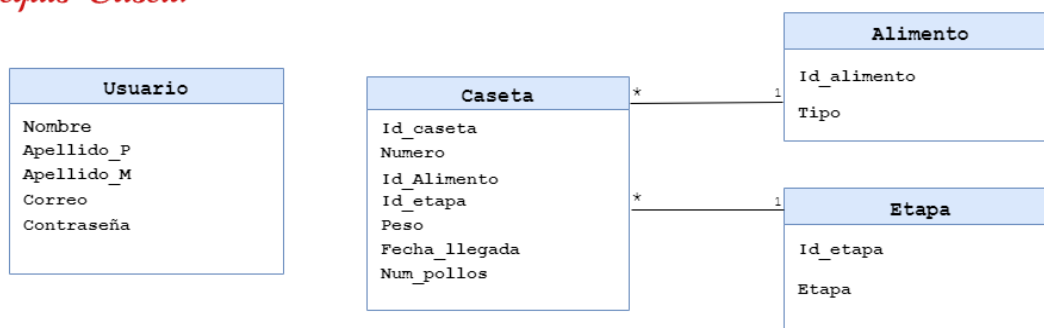 Usuario
Nombre
Apellido_P
Apellido_M
Correo
Contraseña
Caseta
Id_caseta
Numero
Id_Alimento
Id_etapa
Peso
Fecha_llegada
Num_pollos
* 1
* 1
Alimento
Id_alimento
Tipo
Etapa
Id_etapa
Etapa